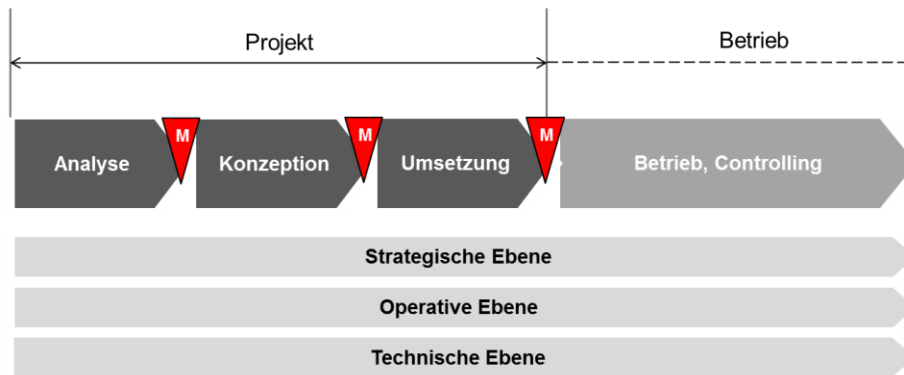 Projekt
Betrieb
M
M
M
Analyse
Konzeption
Umsetzung
Betrieb, Controlling
Strategische Ebene
Operative Ebene
Technische Ebene